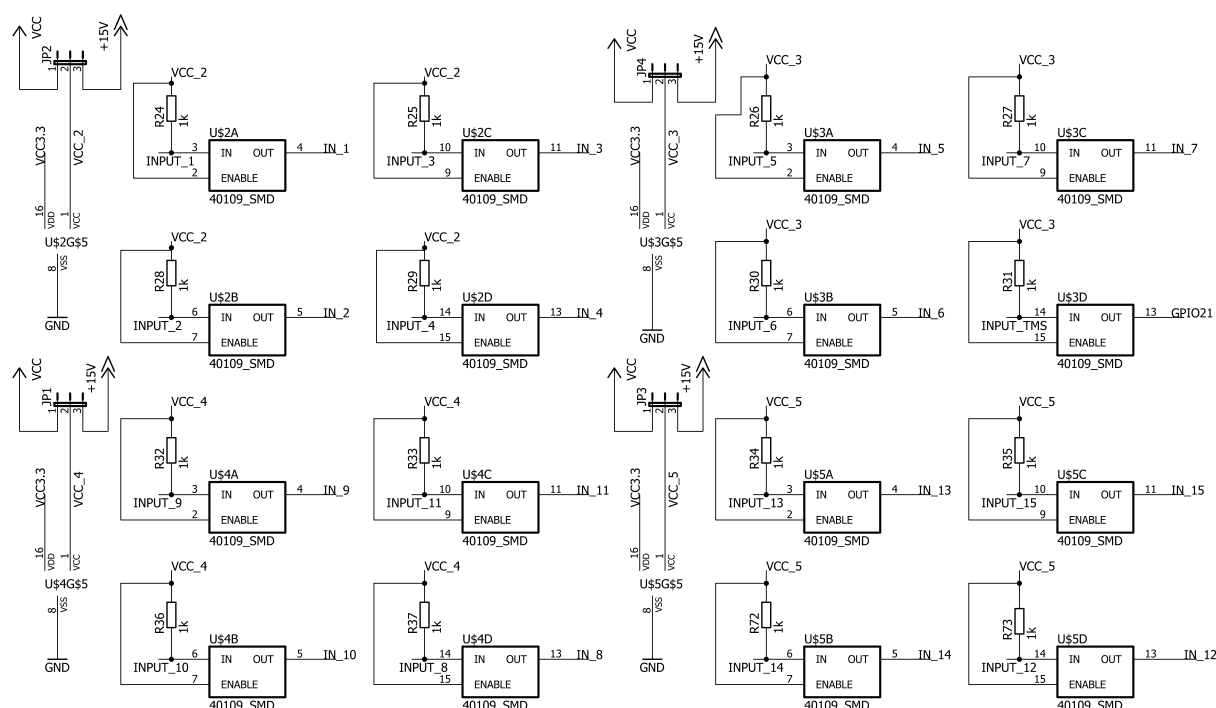 VCC
JP2
+15V
1
2
3
VCC3.3
VCC_2
16
VDD
1
VCC
U$2G$5
8
VSS
GND
VCC_2
R24
1k
U$2A
INPUT_1
3
IN
OUT
4
IN_1
2
ENABLE
40109_SMD
VCC_2
R25
1k
U$2C
INPUT_3
10
IN
OUT
11
IN_3
9
ENABLE
40109_SMD
VCC_2
R28
1k
U$2B
INPUT_2
6
IN
OUT
5
IN_2
7
ENABLE
40109_SMD
VCC_2
R29
1k
U$2D
INPUT_4
14
IN
OUT
13
IN_4
15
ENABLE
40109_SMD
VCC
JP4
+15V
1
2
3
VCC3.3
VCC_3
16
VDD
1
VCC
U$3G$5
8
VSS
GND
VCC_3
R26
1k
U$3A
INPUT_5
3
IN
OUT
4
IN_5
2
ENABLE
40109_SMD
VCC_3
R27
1k
U$3C
INPUT_7
10
IN
OUT
11
IN_7
9
ENABLE
40109_SMD
VCC_3
R30
1k
U$3B
INPUT_6
6
IN
OUT
5
IN_6
7
ENABLE
40109_SMD
VCC_3
R31
1k
U$3D
INPUT_TMS
14
IN
OUT
13
GPIO21
15
ENABLE
40109_SMD
VCC
JP1
+15V
1
2
3
VCC3.3
VCC_4
16
VDD
1
VCC
U$4G$5
8
VSS
GND
VCC_4
R32
1k
U$4A
INPUT_9
3
IN
OUT
4
IN_9
2
ENABLE
40109_SMD
VCC_4
R33
1k
U$4C
INPUT_11
10
IN
OUT
11
IN_11
9
ENABLE
40109_SMD
VCC_4
R36
1k
U$4B
INPUT_10
6
IN
OUT
5
IN_10
7
ENABLE
40109_SMD
VCC_4
R37
1k
U$4D
INPUT_8
14
IN
OUT
13
IN_8
15
ENABLE
40109_SMD
VCC
JP3
+15V
1
2
3
VCC3.3
VCC_5
16
VDD
1
VCC
U$5G$5
8
VSS
GND
VCC_5
R34
1k
U$5A
INPUT_13
3
IN
OUT
4
IN_13
2
ENABLE
40109_SMD
VCC_5
R35
1k
U$5C
INPUT_15
10
IN
OUT
11
IN_15
9
ENABLE
40109_SMD
VCC_5
R72
1k
U$5B
INPUT_14
6
IN
OUT
5
IN_14
7
ENABLE
40109_SMD
VCC_5
R73
1k
U$5D
INPUT_12
14
IN
OUT
13
IN_12
15
ENABLE
40109_SMD